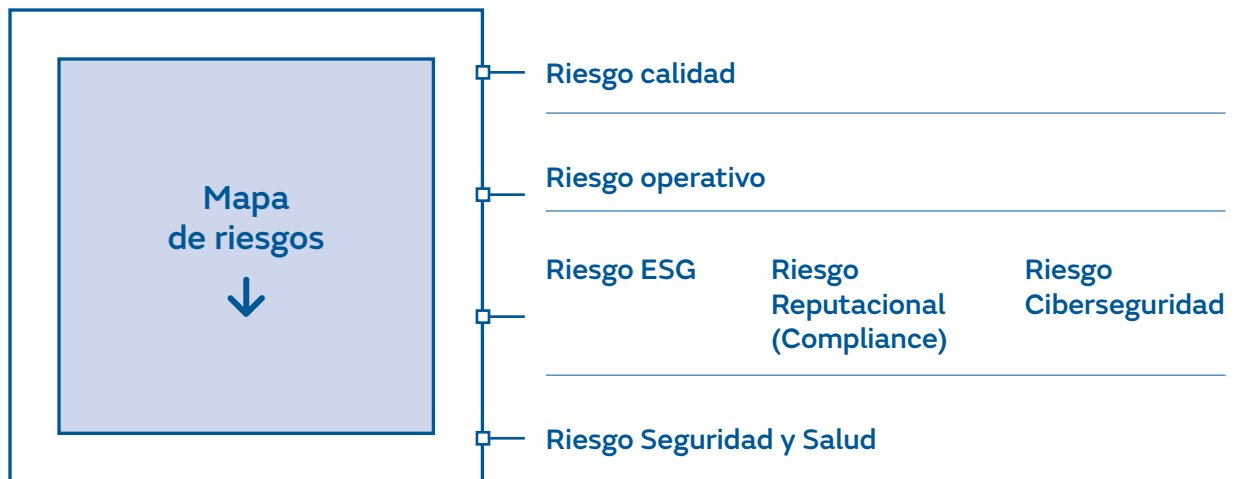 Mapa
de riesgos
Riesgo calidad
Riesgo operativo
Riesgo ESG
Riesgo
Reputacional
(Compliance)
Riesgo
Ciberseguridad
Riesgo Seguridad y Salud